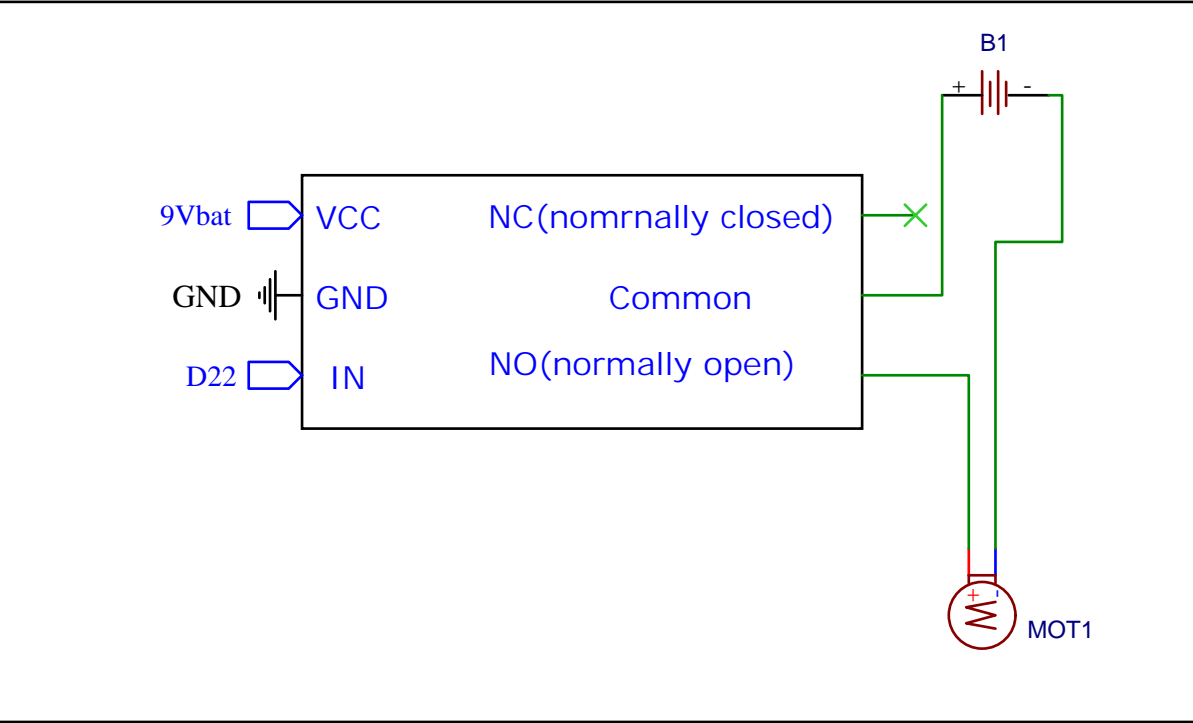 B1
+ -
9Vbat VCC NC(nomrnally closed)
GND GND Common
D22 IN NO(normally open)
+ -
M
MOT1